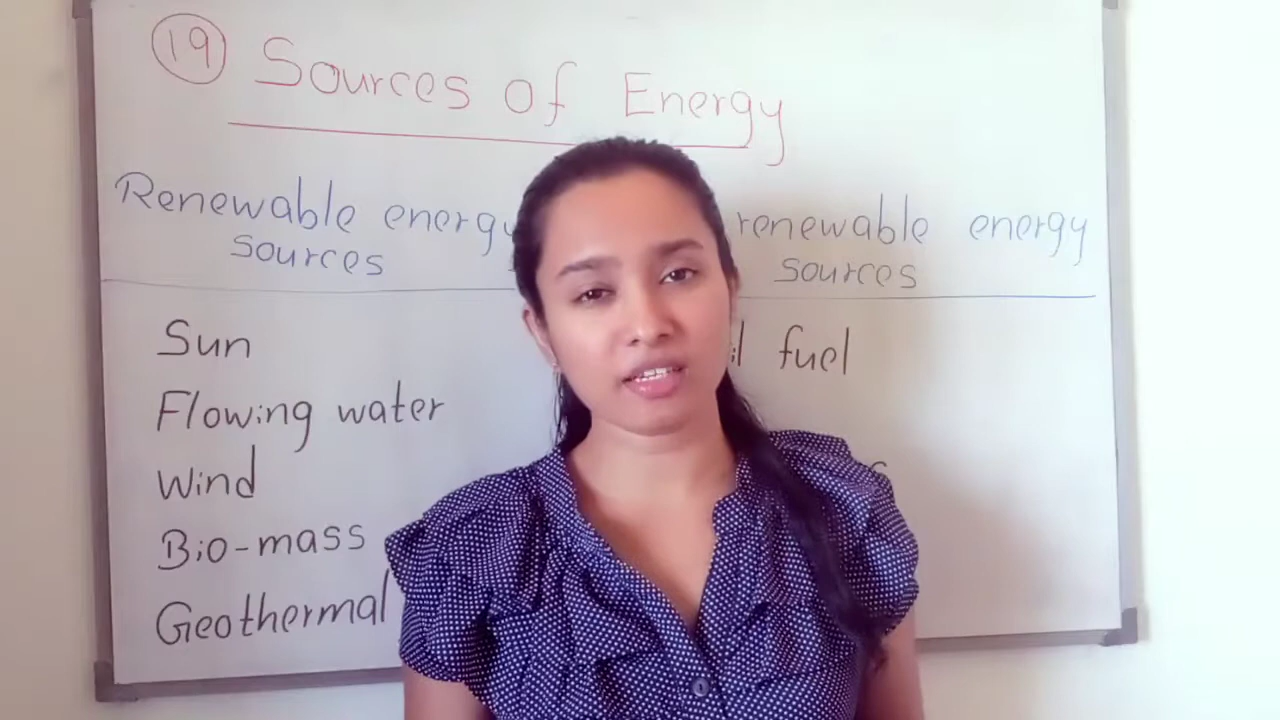 19 Sources of Energy
Renewable energy renewable energy
sources sources
Sun fuel
Flowing water
Wind
Bio-mass
Geothermal